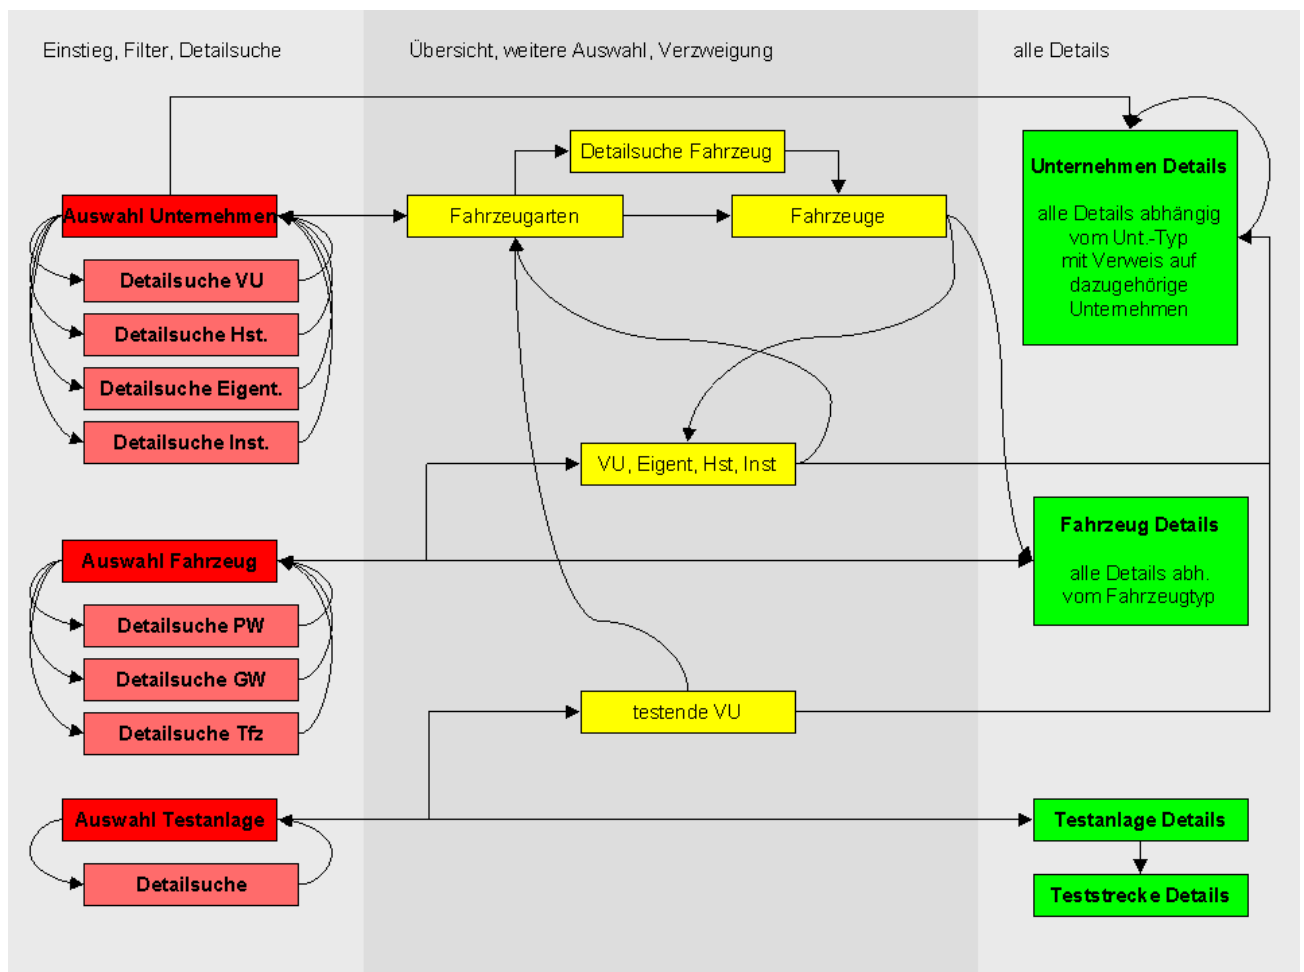 Einstieg, Filter, Detailsuche
Übersicht, weitere Auswahl, Verzweigung
alle Details
Auswahl Unternehmen
Detailsuche VU
Detailsuche Hst.
Detailsuche Eigent.
Detailsuche Inst.
Auswahl Fahrzeug
Detailsuche PW
Detailsuche GW
Detailsuche Tfz
Auswahl Testanlage
Detailsuche
Detailsuche Fahrzeug
Fahrzeugarten
Fahrzeuge
VU, Eigent, Hst, Inst
testende VU
Unternehmen Details
alle Details abhängig
vom Unt.-Typ
mit Verweis auf
dazugehörige
Unternehmen
Fahrzeug Details
alle Details abh.
vom Fahrzeugtyp
Testanlage Details
Teststrecke Details